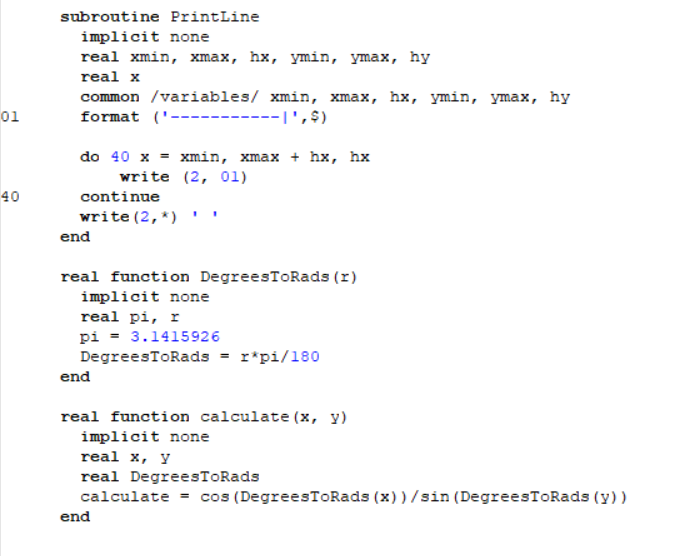 subroutine PrintLine
        implicit none
        real xmin, xmax, hx, ymin, ymax, hy
        real x
        common /variables/ xmin, xmax, hx, ymin, ymax, hy
01      format ('-----------|',$)

        do 40 x = xmin, xmax + hx, hx
            write (2, 01)
40      continue
        write(2,*) ' '
      end

      real function DegreesToRads(r)
        implicit none
        real pi, r
        pi = 3.1415926
        DegreesToRads = r*pi/180
      end

      real function calculate(x, y)
        implicit none
        real x, y
        real DegreesToRads
        calculate = cos(DegreesToRads(x))/sin(DegreesToRads(y))
      end